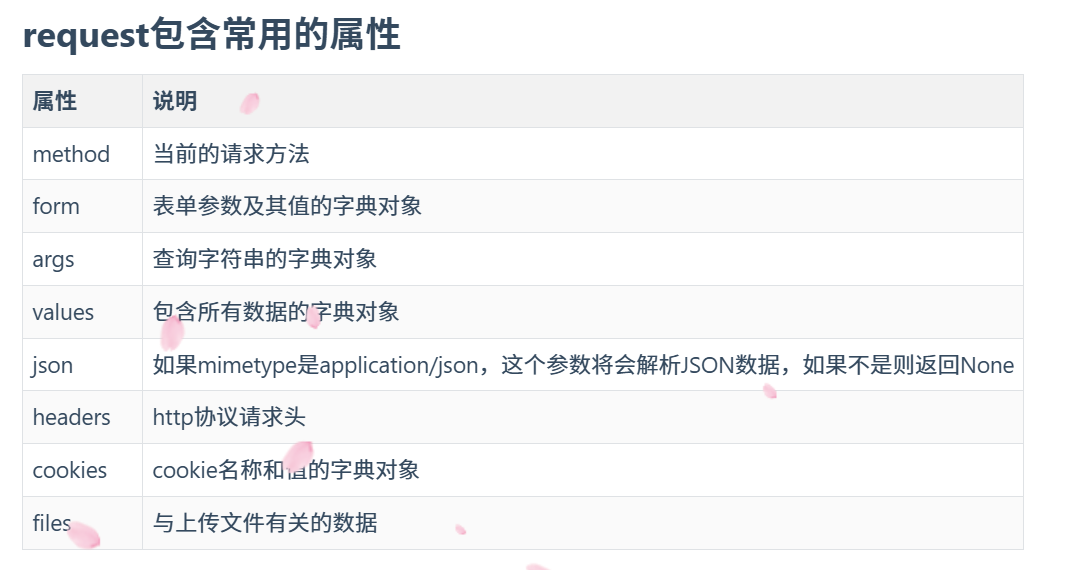 request包含常用的属性
属性 说明
method 当前的请求方法
form 表单参数及其值的字典对象
args 查询字符串的字典对象
values 包含所有数据的字典对象
json 如果mimetype是application/json，这个参数将会解析JSON数据，如果不是则返回None
headers http协议请求头
cookies cookie名称和值的字典对象
files 与上传文件有关的数据